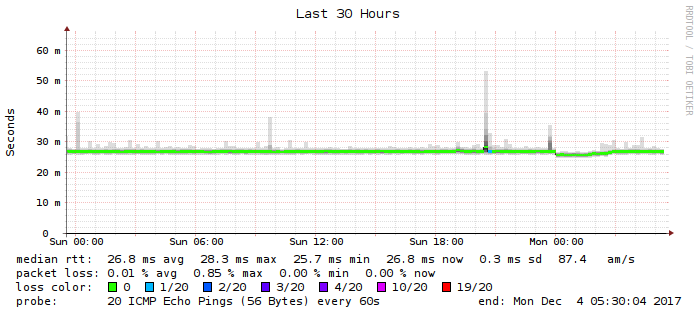 Last 30 Hours
RRDTOOL / TOBI OETIKER
Seconds
60 m
50 m
40 m
30 m
20 m
10 m
0
Sun 00:00 Sun 06:00 Sun 12:00 Sun 18:00 Mon 00:00
median rtt: 26.8 ms avg 28.3 ms max 25.7 ms min 26.8 ms now 0.3 ms sd 87.4 am/s
packet loss: 0.01 % avg 0.85 % max 0.00 % min 0.00 % now
loss color: 0 1/20 2/20 3/20 4/20 10/20 19/20
probe: 20 ICMP Echo Pings (56 Bytes) every 60s end: Mon Dec 4 05:30:04 2017